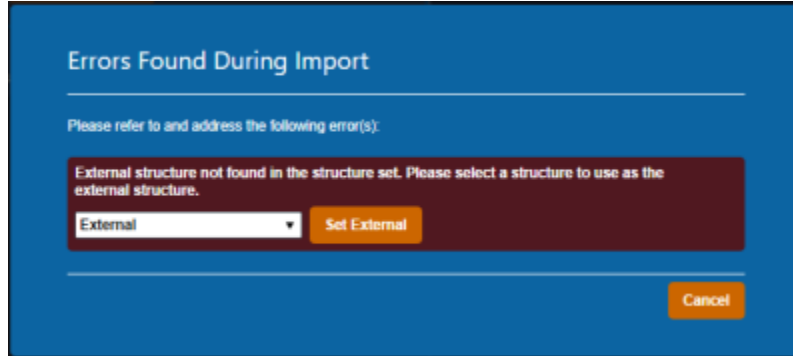 Errors Found During Import
Please refer to and address the following error(s):
External structure not found in the structure set. Please select a structure to use as the
external structure.
External
Set External
Cancel